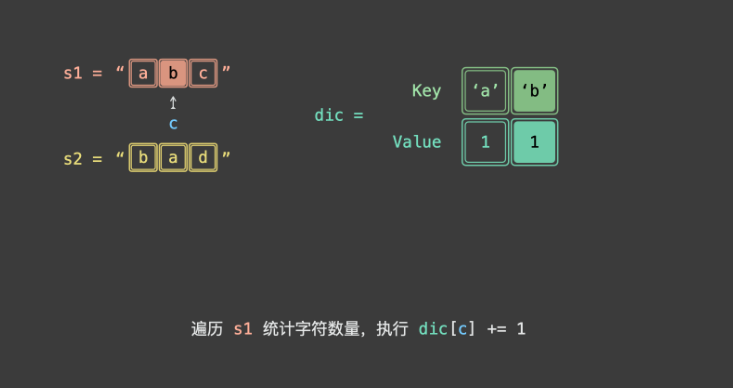 s1 = “ a b c ”
c
s2 = “ b a d ”
dic =
Key ‘a’ ‘b’
Value 1 1
遍历 s1 统计字符数量，执行 dic[c] += 1